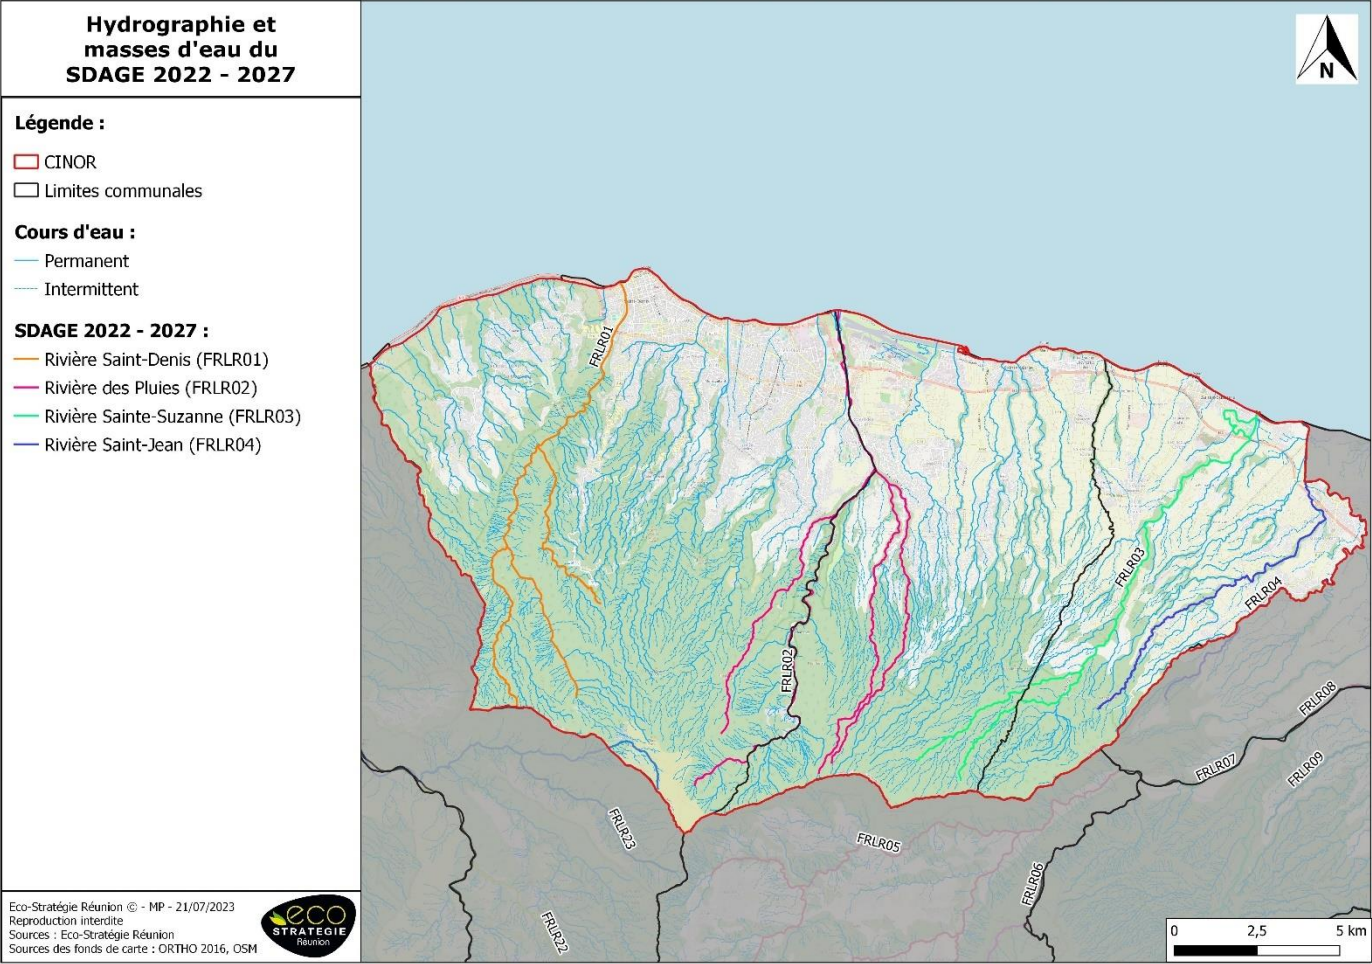 Hydrographie et
masses d'eau du
SDAGE 2022 - 2027
Légende :
CINOR
Limites communales
Cours d'eau :
Permanent
Intermittent
SDAGE 2022 - 2027 :
Rivière Saint-Denis (FRLR01)
Rivière des Pluies (FRLR02)
Rivière Sainte-Suzanne (FRLR03)
Rivière Saint-Jean (FRLR04)
Eco-Stratégie Réunion © - MP - 21/07/2023
Reproduction interdite
Sources : Eco-Stratégie Réunion
Sources des fonds de carte : ORTHO 2016, OSM
eco
STRATEGIE
Réunion
N
FRLR01
FRLR02
FRLR03
FRLR04
FRLR08
FRLR07
FRLR09
FRLR23
FRLR05
FRLR06
FRLR22
0 2,5 5 km